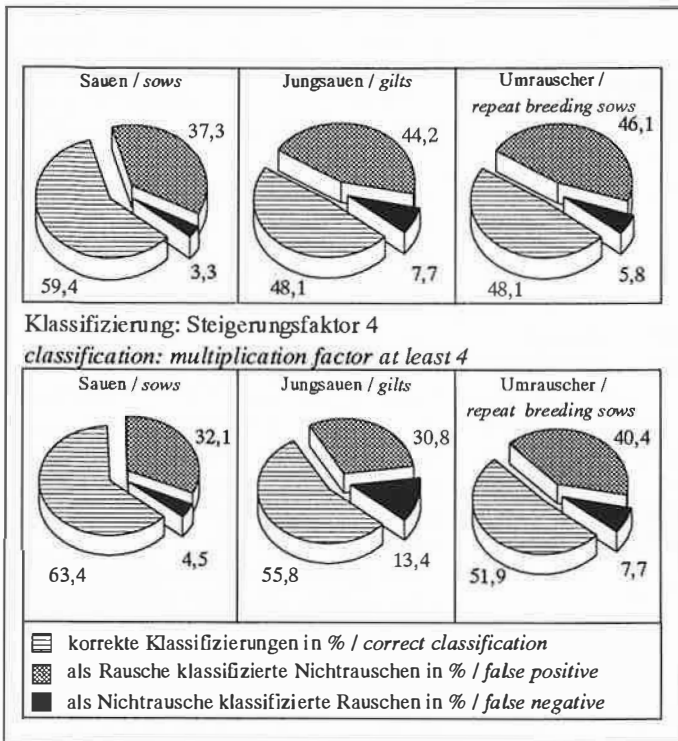 Sauen / sows
37,3
59,4
3,3
Jungsauen / gilts
44,2
48,1
7,7
Umrauscher /
repeat breeding sows
46,1
48,1
5,8
Klassifizierung: Steigerungsfaktor 4
classification: multiplication factor at least 4
Sauen / sows
32,1
63,4
4,5
Jungsauen / gilts
30,8
55,8
13,4
Umrauscher /
repeat breeding sows
40,4
51,9
7,7
korrekte Klassifizierungen in % / correct classification
als Rausche klassifizierte Nichtrauschen in % / false positive
als Nichtrausche klassifizierte Rauschen in % / false negative